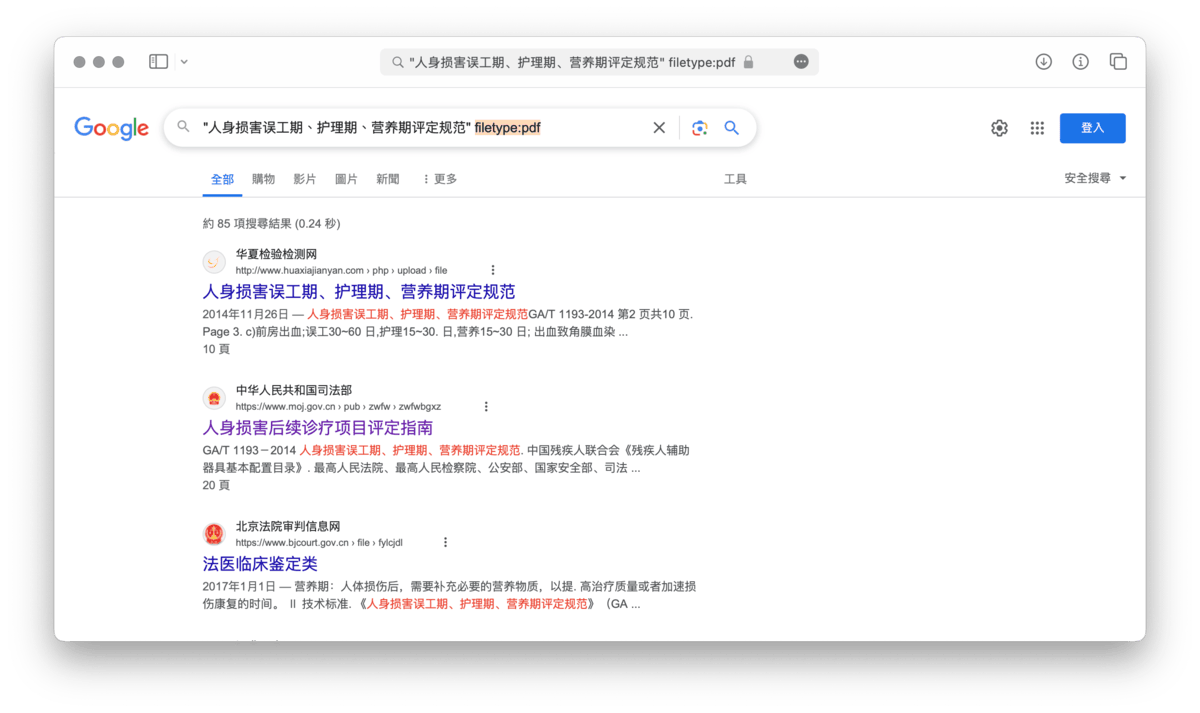 "人身损害误工期、护理期、营养期评定规范" filetype:pdf
Google
"人身损害误工期、护理期、营养期评定规范" filetype:pdf
登入
全部 購物 影片 圖片 新聞 ⋮ 更多 工具 安全搜尋
約 85 項搜尋結果 (0.24 秒)
华夏检验检测网
http://www.huaxiajianyan.com › php › upload › file
人身损害误工期、护理期、营养期评定规范
2014年11月26日 — 人身损害误工期、护理期、营养期评定规范GA/T 1193-2014 第2 页共10 页.
Page 3. c)前房出血;误工30~60 日,护理15~30. 日,营养15~30 日; 出血致角膜血染 ...
10 頁
中华人民共和国司法部
https://www.moj.gov.cn › pub › zwfw › zwfwbgxz
人身损害后续诊疗项目评定指南
GA/T 1193－2014 人身损害误工期、护理期、营养期评定规范. 中国残疾人联合会《残疾人辅助
器具基本配置目录》. 最高人民法院、最高人民检察院、公安部、国家安全部、司法 ...
20 頁
北京法院审判信息网
https://www.bjcourt.gov.cn › file › fylcjdl
法医临床鉴定类
2017年1月1日 — 营养期：人体损伤后，需要补充必要的营养物质，以提. 高治疗质量或者加速损
伤康复的时间。 II 技术标准. 《人身损害误工期、护理期、营养期评定规范》（GA ...